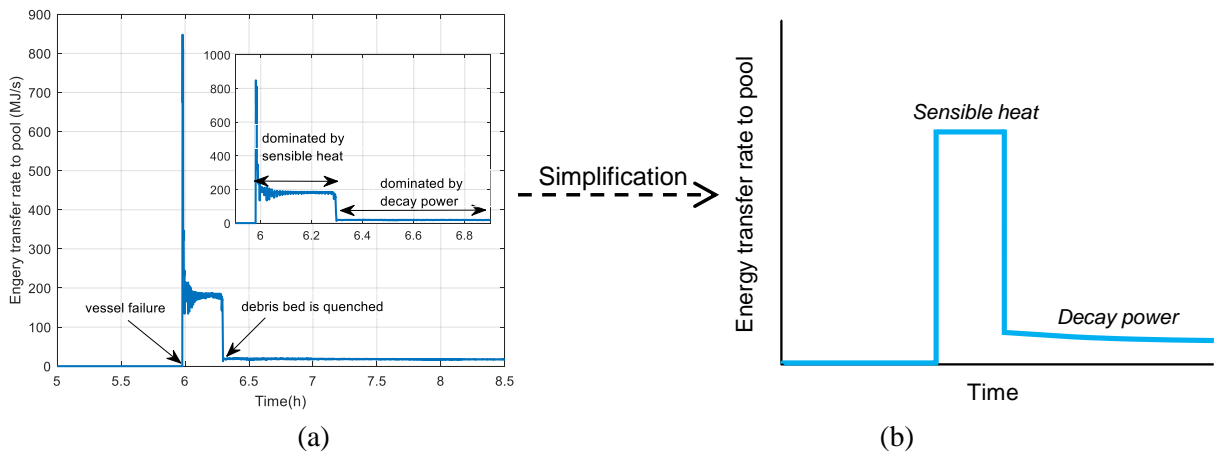 900
800
700
600
500
400
300
200
100
0
5
5.5
6
6.5
7
7.5
8
8.5
Engery transfer rate to pool (MJ/s)
Time(h)
1000
800
600
400
200
0
6
6.2
6.4
6.6
6.8
dominated by
sensible heat
dominated by
decay power
vessel failure
debris bed is quenched
(a)
Simplification
Energy transfer rate to pool
Sensible heat
Decay power
Time
(b)